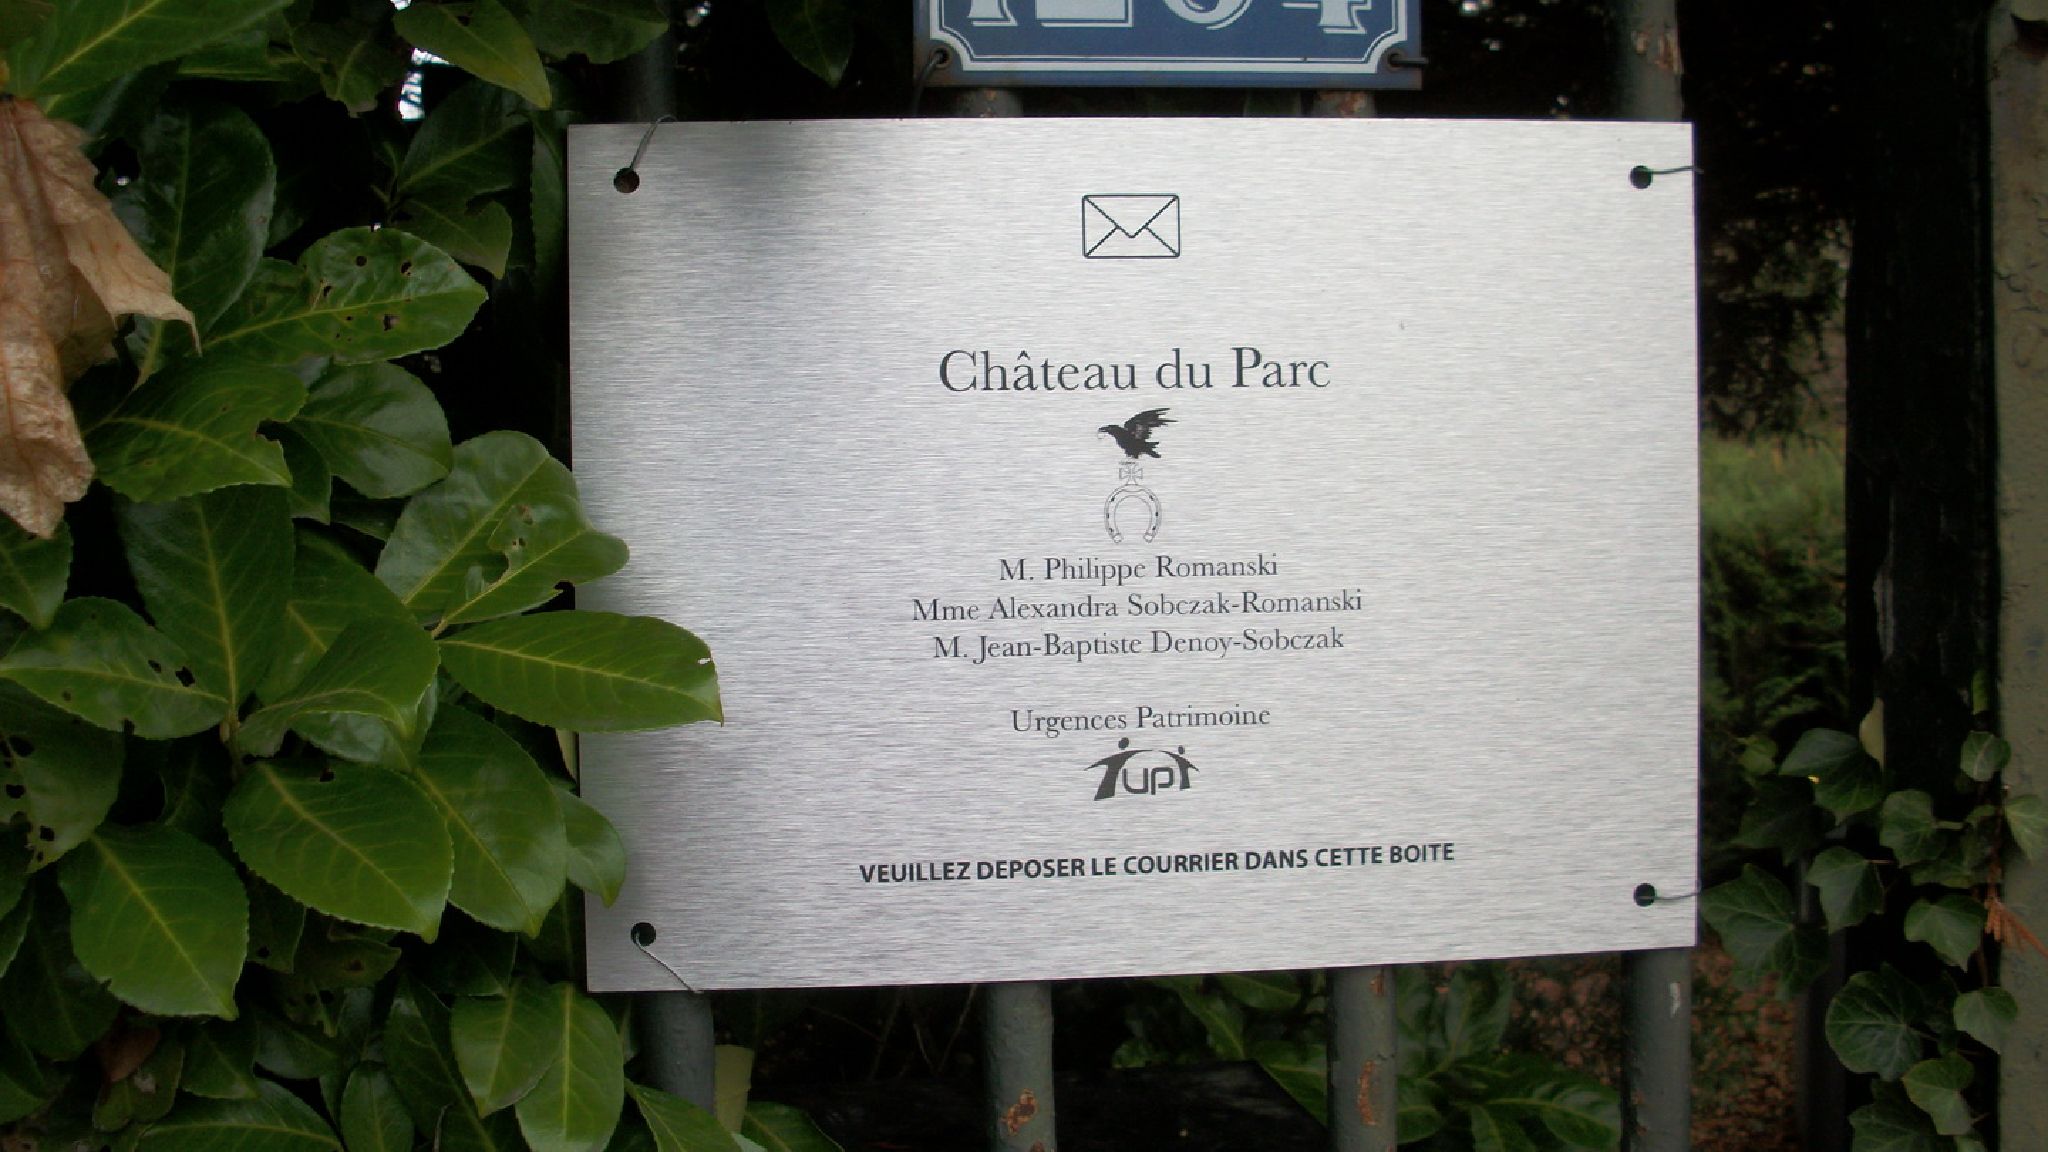 1264
Château du Parc
M. Philippe Romanski
Mme Alexandra Sobczak-Romanski
M. Jean-Baptiste Denoy-Sobczak
Urgences Patrimoine
up
VEUILLEZ DEPOSER LE COURRIER DANS CETTE BOITE